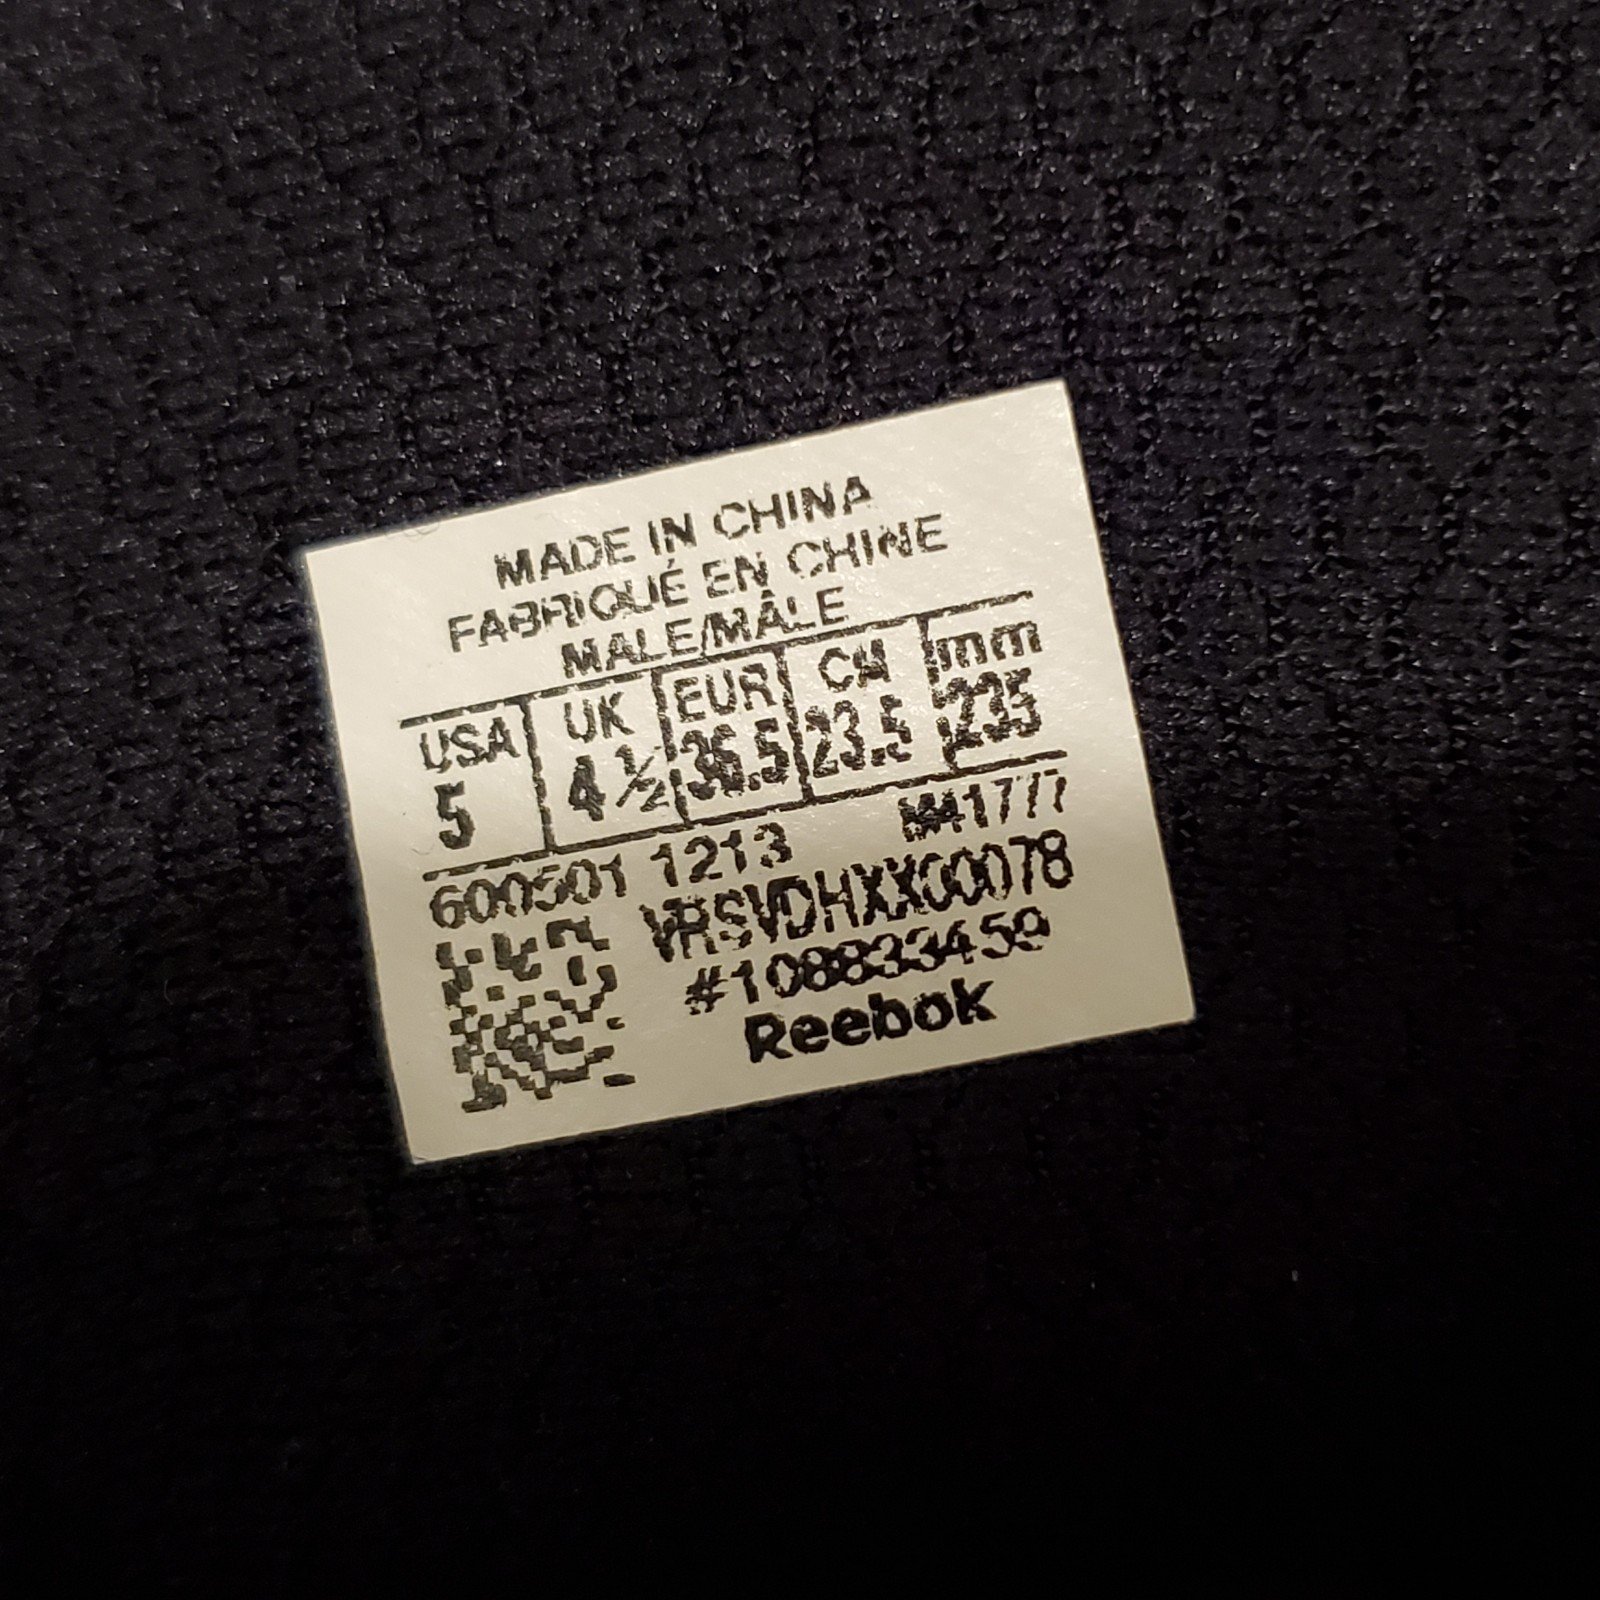 MADE IN CHINA
FABRIQUÉ EN CHINE
MALE/MÂLE
USA UK EUR CM mm
5 4 ½ 36.5 23.5 235
600501 1213 M41777
VRSVDHXX00078
#108833459
Reebok